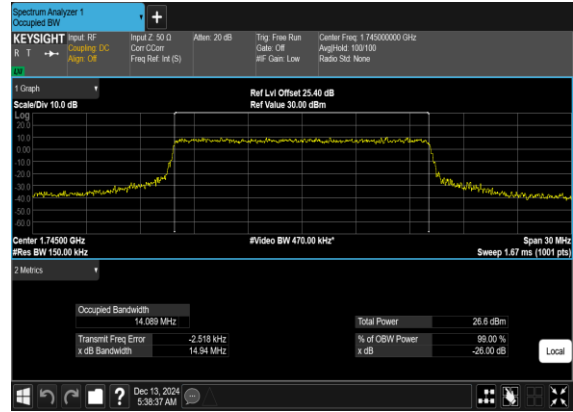 Spectrum Analyzer 1
Occupied BW
KEYSIGHT
R T
LM
Input: RF
Coupling: DC
Align: Off
Input Z: 50 Ω
Corr CCorr
Freq Ref: Int (S)
Atten: 20 dB
Trig: Free Run
Gate: Off
#IF Gain: Low
Center Freq: 1.745000000 GHz
Avg|Hold: 100/100
Radio Std: None
1 Graph
Scale/Div 10.0 dB
Ref Lvl Offset 25.40 dB
Ref Value 30.00 dBm
Log
20.0
10.0
0.00
-10.0
-20.0
-30.0
-40.0
-50.0
-60.0
Center 1.74500 GHz
#Res BW 150.00 kHz
#Video BW 470.00 kHz*
Span 30 MHz
Sweep 1.67 ms (1001 pts)
2 Metrics
Occupied Bandwidth
14.089 MHz
Total Power 26.6 dBm
Transmit Freq Error -2.518 kHz
% of OBW Power 99.00 %
x dB Bandwidth 14.94 MHz
x dB -26.00 dB
Local
?
Dec 13, 2024
5:38:37 AM